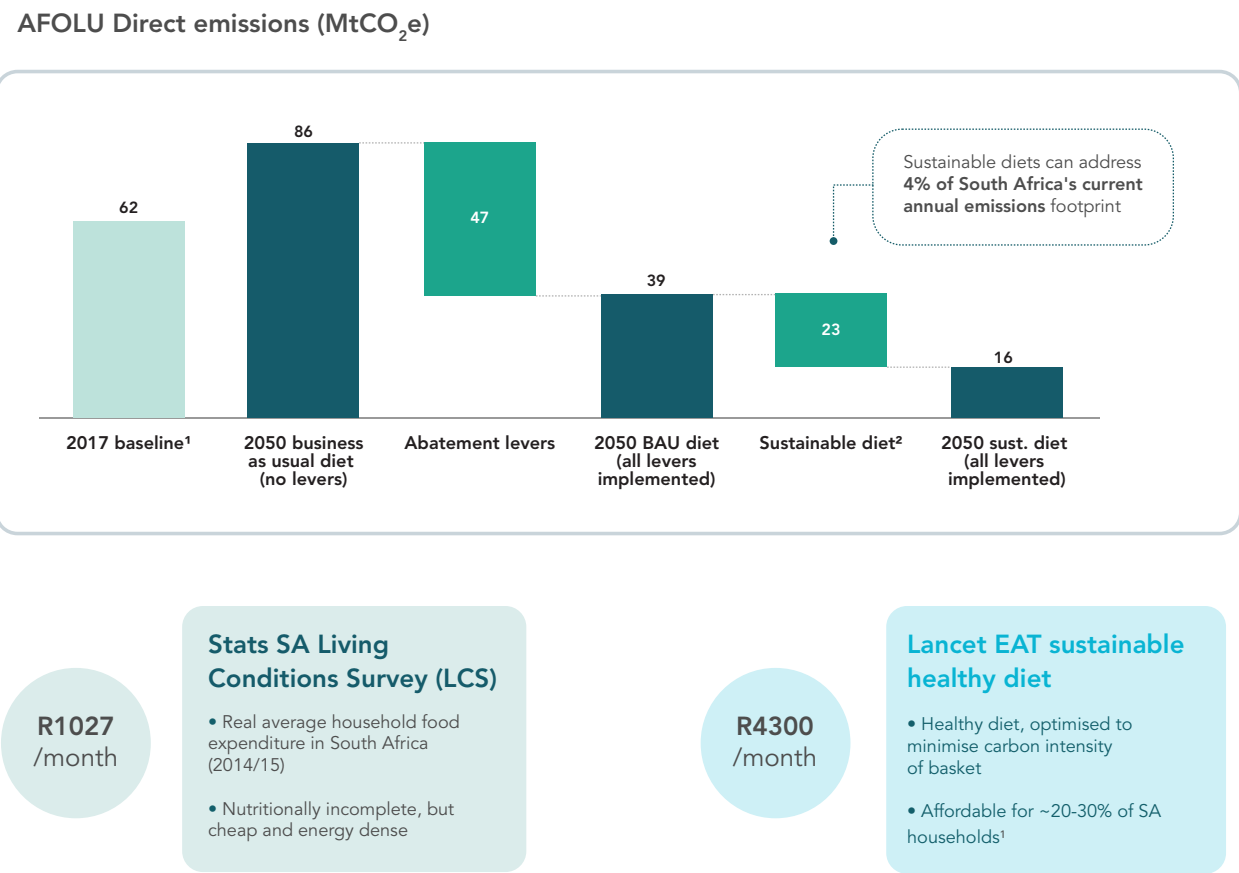 AFOLU Direct emissions (MtCO₂e)
62
86
47
39
23
16
Sustainable diets can address
4% of South Africa's current
annual emissions footprint
2017 baseline¹
2050 business
as usual diet
(no levers)
Abatement levers
2050 BAU diet
(all levers
implemented)
Sustainable diet²
2050 sust. diet
(all levers
implemented)
R1027
/month
Stats SA Living
Conditions Survey (LCS)
• Real average household food
expenditure in South Africa
(2014/15)
• Nutritionally incomplete, but
cheap and energy dense
R4300
/month
Lancet EAT sustainable
healthy diet
• Healthy diet, optimised to
minimise carbon intensity
of basket
• Affordable for ~20-30% of SA
households¹